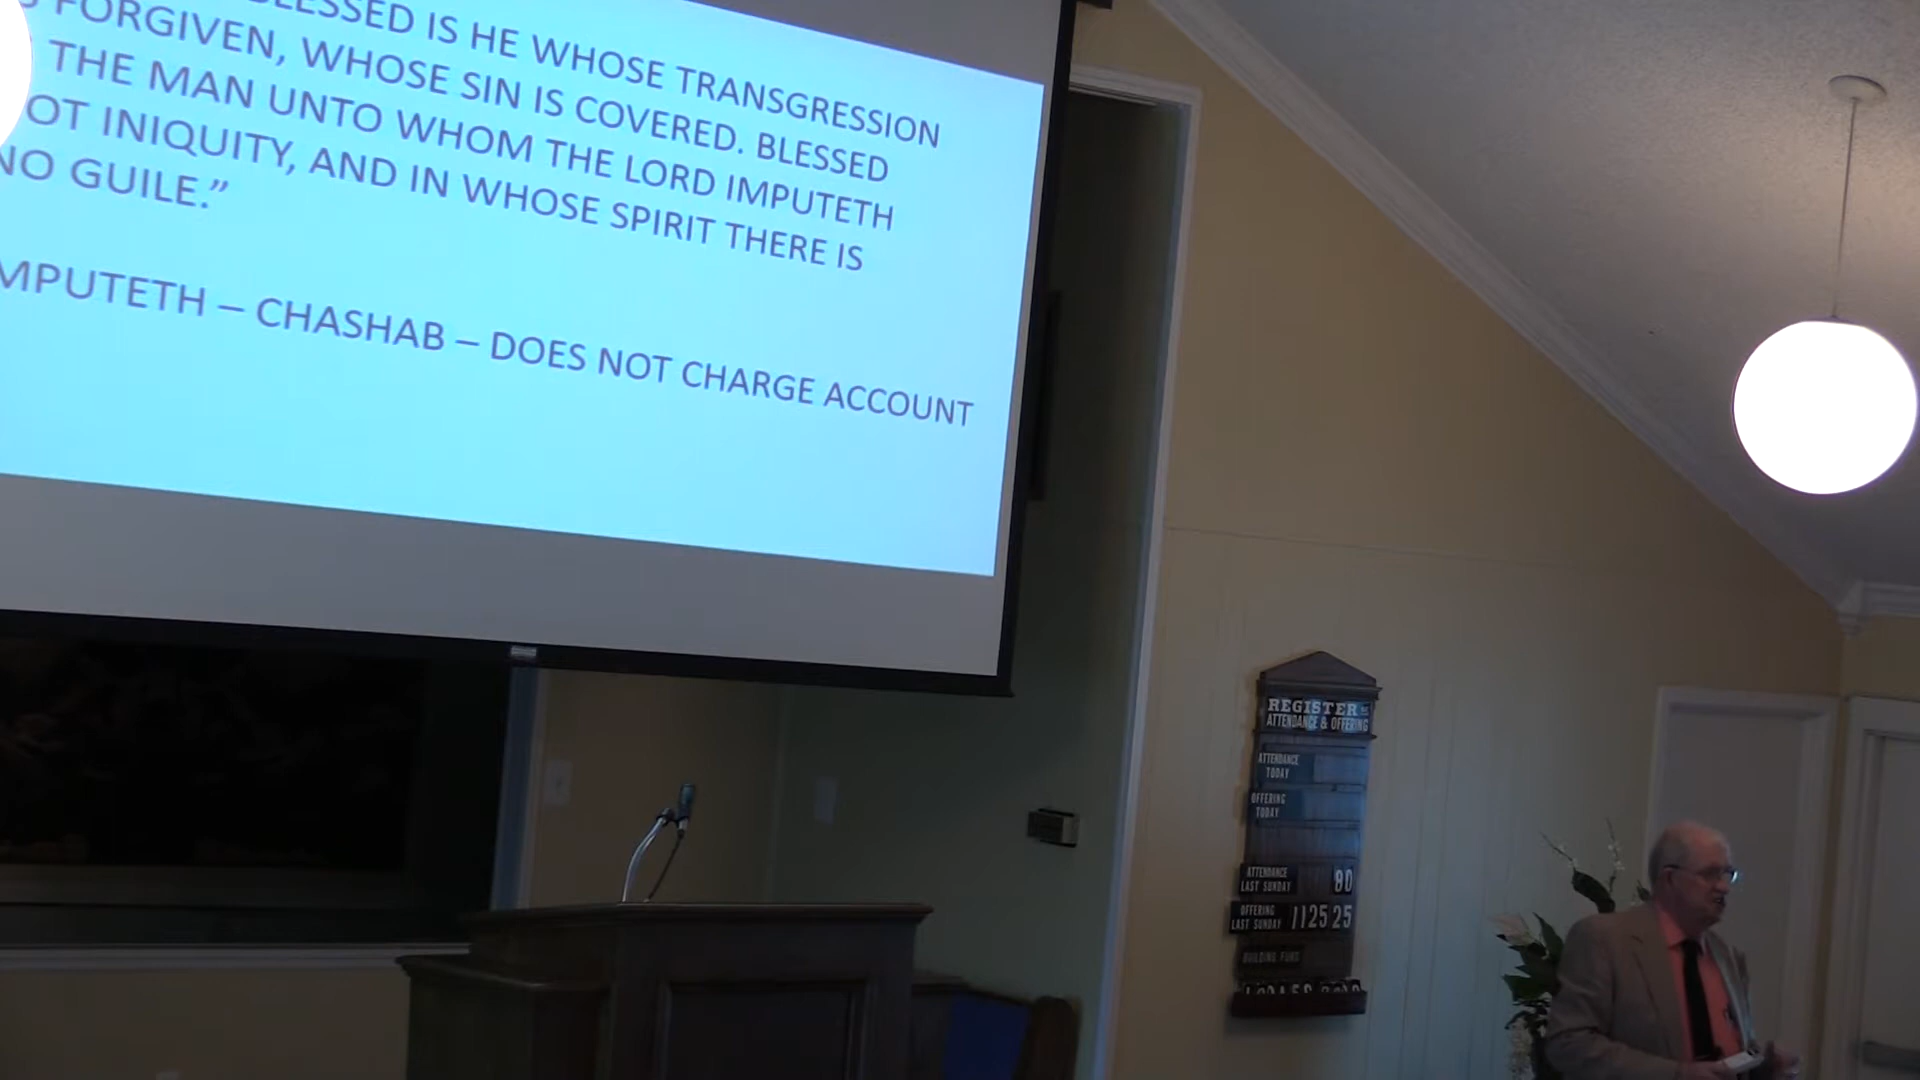 BLESSED IS HE WHOSE TRANSGRESSION
FORGIVEN, WHOSE SIN IS COVERED. BLESSED
THE MAN UNTO WHOM THE LORD IMPUTETH
OT INIQUITY, AND IN WHOSE SPIRIT THERE IS
NO GUILE.”
MPUTETH – CHASHAB – DOES NOT CHARGE ACCOUNT
REGISTER
ATTENDANCE & OFFERING
ATTENDANCE
TODAY
OFFERING
TODAY
ATTENDANCE
LAST SUNDAY 80
OFFERING
LAST SUNDAY 1125 25
BUILDING FUND